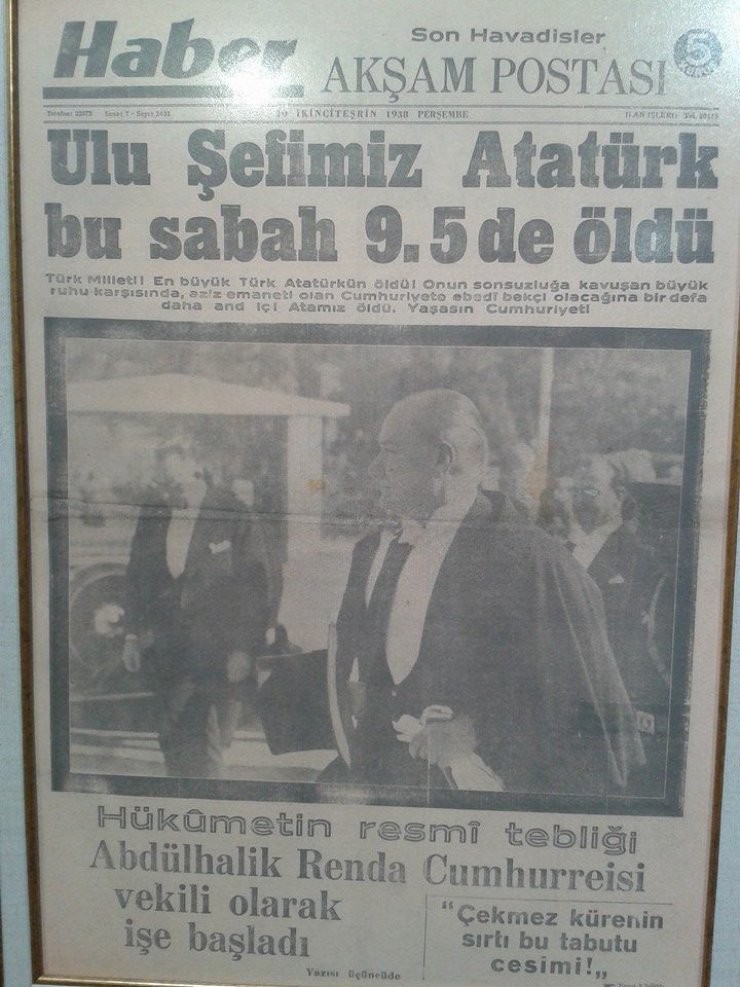 Haber
Son Havadisler
AKŞAM POSTASI
5
İKİNCİTEŞRİN 1938 PERŞEMBE
Ulu Şefimiz Atatürk
bu sabah 9.5 de öldü
Türk Milleti! En büyük Türk Atatürkün öldü! Onun sonsuzluğa kavuşan büyük
ruhu karşısında, aziz emaneti olan Cumhuriyete ebedî bekçi olacağına bir defa
daha and iç! Atamız öldü. Yaşasın Cumhuriyet!
Hükûmetin resmî tebliği
Abdülhalik Renda Cumhurreisi
vekili olarak
işe başladı
Yazısı üçüncüde
“Çekmez kürenin
sırtı bu tabutu
cesimi!„